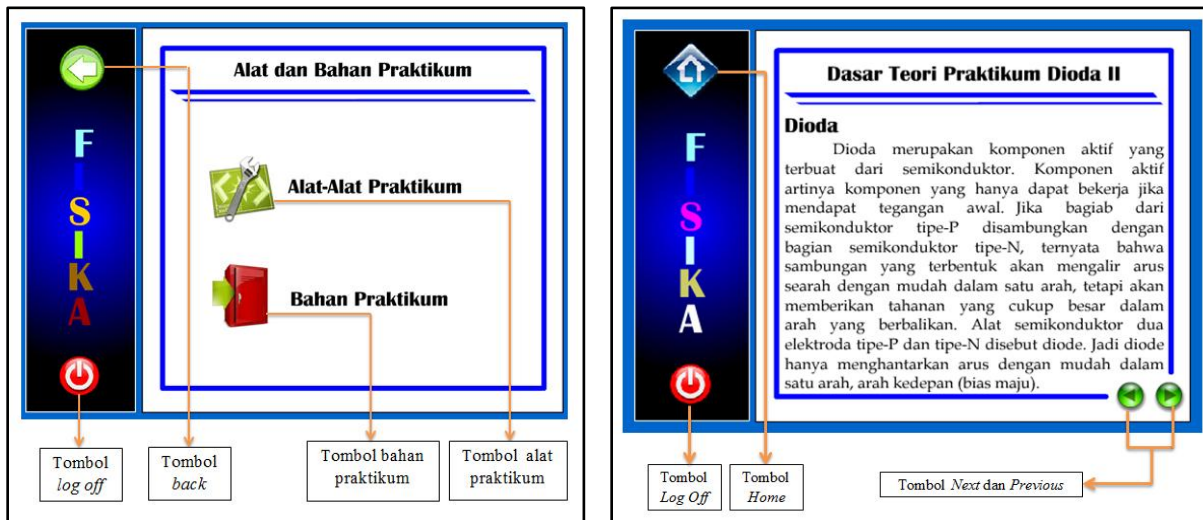 Alat dan Bahan Praktikum
F
I
S
I
K
A
Alat-Alat Praktikum
Bahan Praktikum
Tombol
log off
Tombol
back
Tombol bahan
praktikum
Tombol alat
praktikum
Dasar Teori Praktikum Dioda II
F
I
S
I
K
A
Dioda
Dioda merupakan komponen aktif yang
terbuat dari semikonduktor. Komponen aktif
artinya komponen yang hanya dapat bekerja jika
mendapat tegangan awal. Jika bagiab dari
semikonduktor tipe-P disambungkan dengan
bagian semikonduktor tipe-N, ternyata bahwa
sambungan yang terbentuk akan mengalir arus
searah dengan mudah dalam satu arah, tetapi akan
memberikan tahanan yang cukup besar dalam
arah yang berbalikan. Alat semikonduktor dua
elektroda tipe-P dan tipe-N disebut diode. Jadi diode
hanya menghantarkan arus dengan mudah dalam
satu arah, arah kedepan (bias maju).
Tombol
Log Off
Tombol
Home
Tombol Next dan Previous